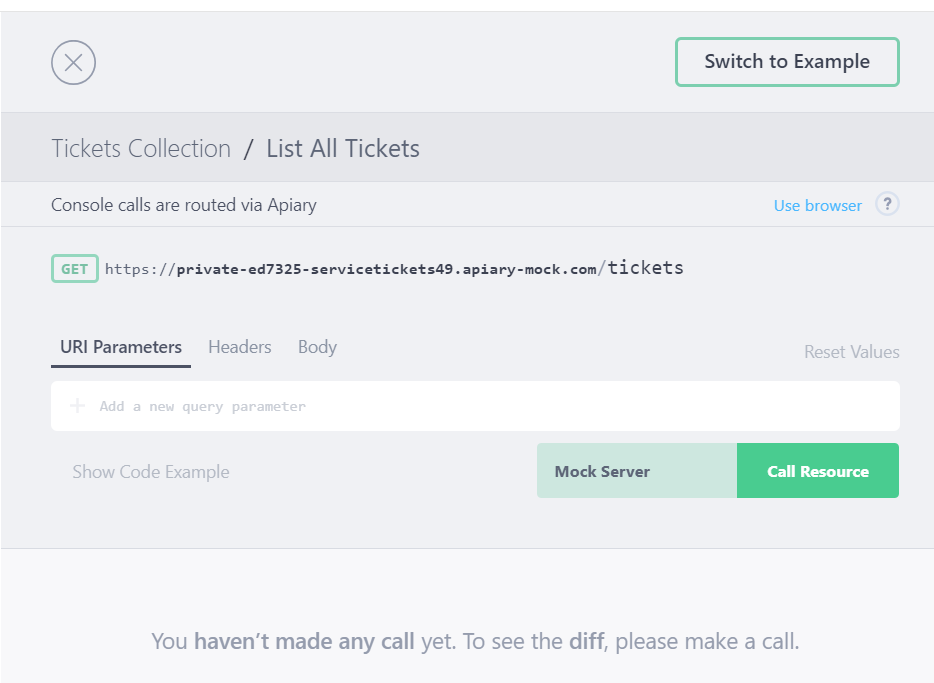 Switch to Example
Tickets Collection / List All Tickets
Console calls are routed via Apiary
Use browser ?
GET https://private-ed7325-servicetickets49.apiary-mock.com/tickets
URI Parameters Headers Body
Reset Values
+ Add a new query parameter
Show Code Example
Mock Server
Call Resource
You haven’t made any call yet. To see the diff, please make a call.